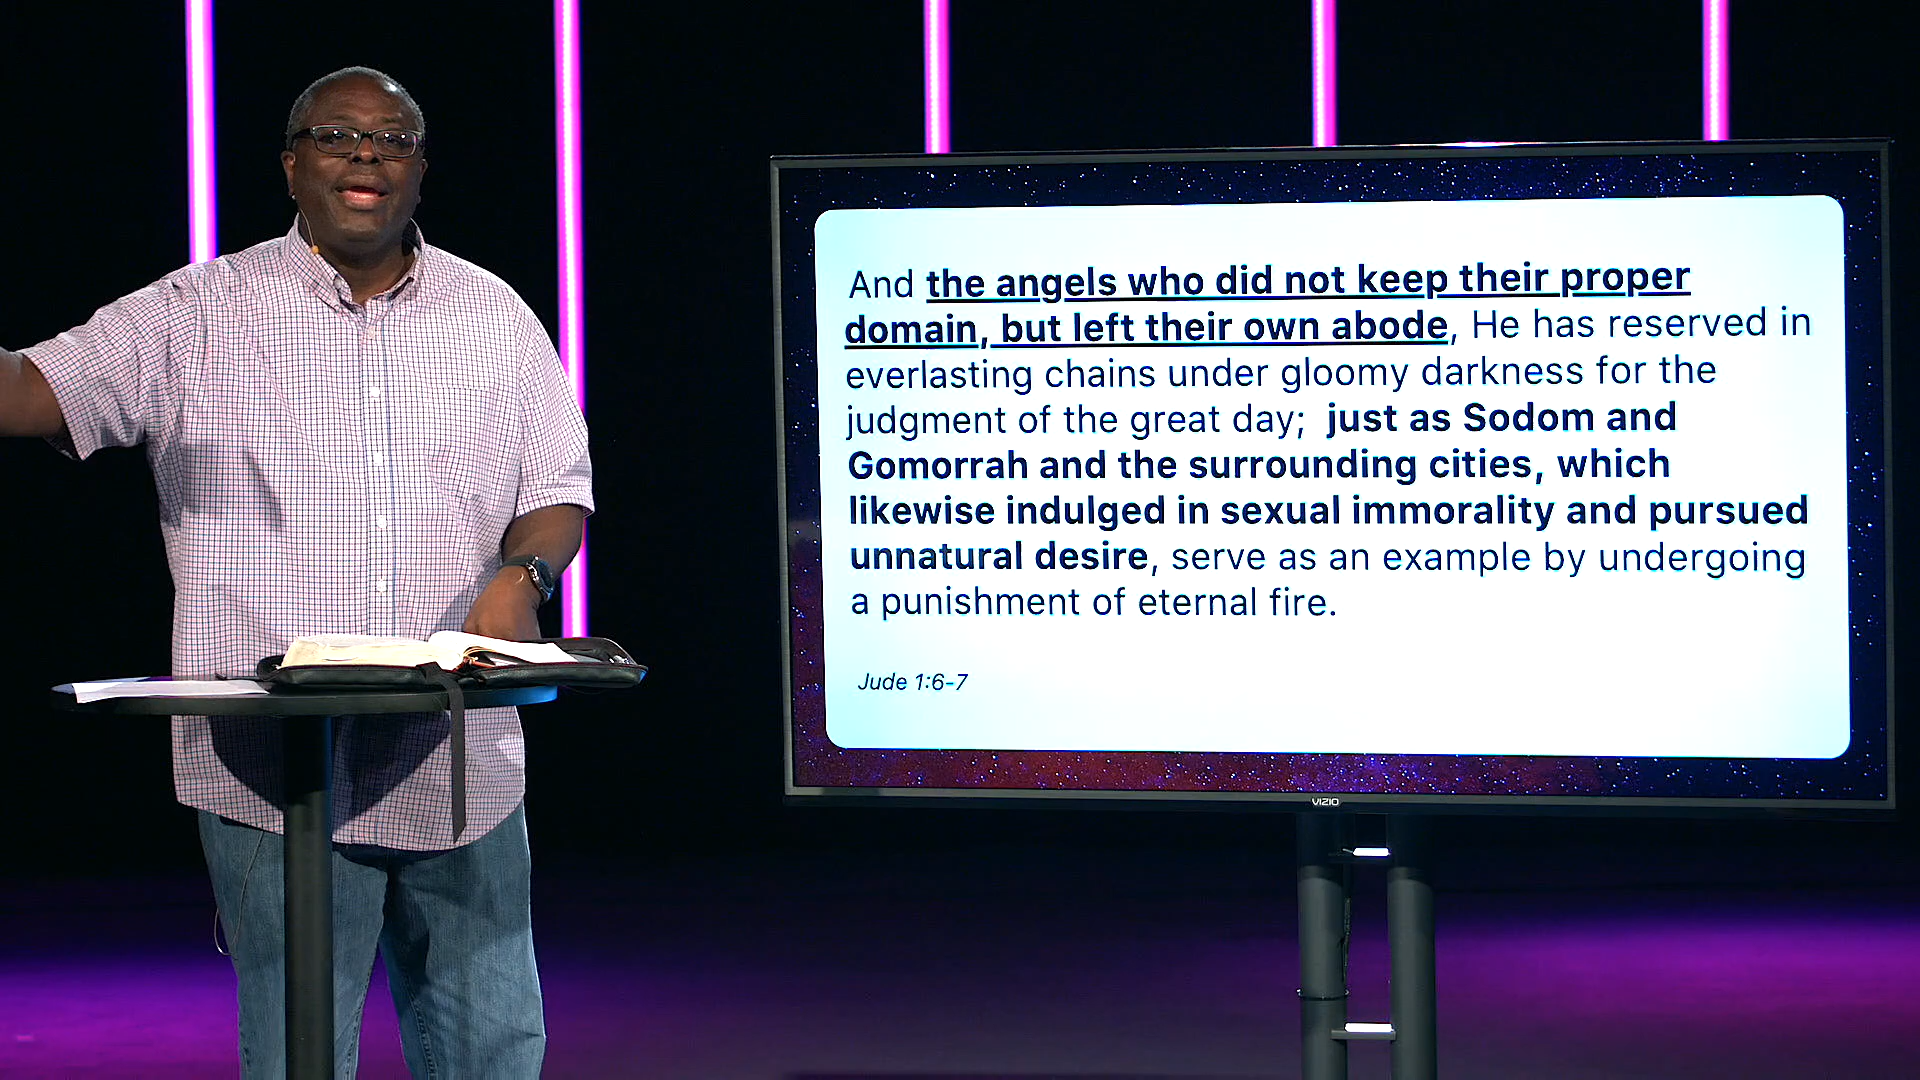 And the angels who did not keep their proper
domain, but left their own abode, He has reserved in
everlasting chains under gloomy darkness for the
judgment of the great day; just as Sodom and
Gomorrah and the surrounding cities, which
likewise indulged in sexual immorality and pursued
unnatural desire, serve as an example by undergoing
a punishment of eternal fire.
Jude 1:6-7
VIZIO